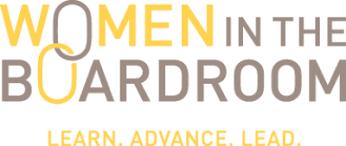 WOMEN IN THE
BOARDROOM
LEARN. ADVANCE. LEAD.